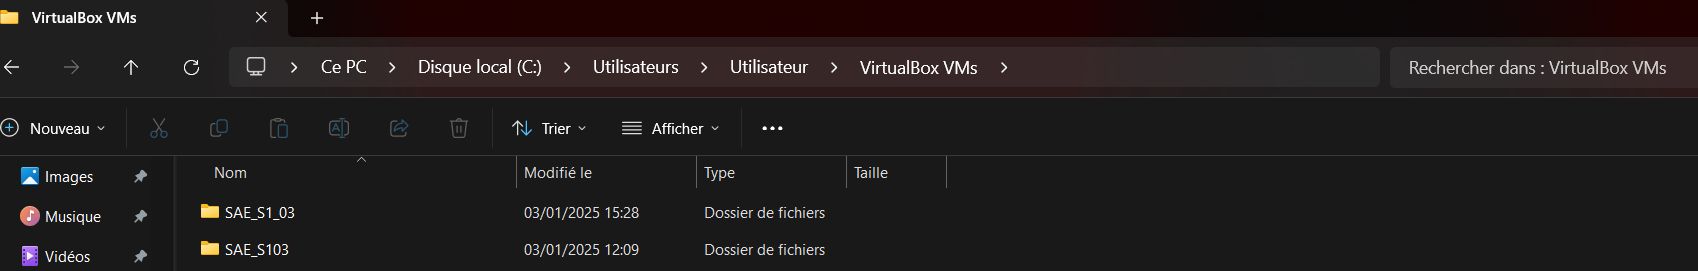 VirtualBox VMs
Ce PC > Disque local (C:) > Utilisateurs > Utilisateur > VirtualBox VMs > Rechercher dans : VirtualBox VMs
Nouveau Trier Afficher
Nom Modifié le Type Taille
Images
Musique
Vidéos
SAE_S1_03 03/01/2025 15:28 Dossier de fichiers
SAE_S103 03/01/2025 12:09 Dossier de fichiers